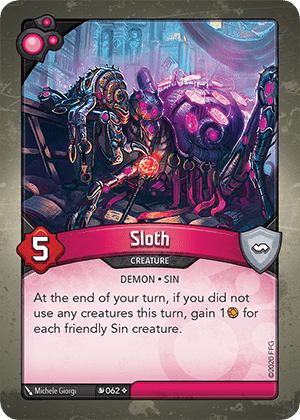 Sloth
CREATURE
5
DEMON • SIN
At the end of your turn, if you did not
use any creatures this turn, gain 1 for
each friendly Sin creature.
Michele Giorgi
062
©2020 FFG